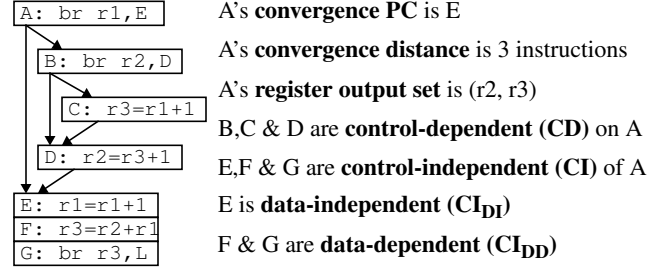 A: br r1,E
A's convergence PC is E
A's convergence distance is 3 instructions
B: br r2,D
A's register output set is (r2, r3)
C: r3=r1+1
B,C & D are control-dependent (CD) on A
D: r2=r3+1
E,F & G are control-independent (CI) of A
E: r1=r1+1
E is data-independent (CIDI)
F: r3=r2+r1
F & G are data-dependent (CIDD)
G: br r3,L